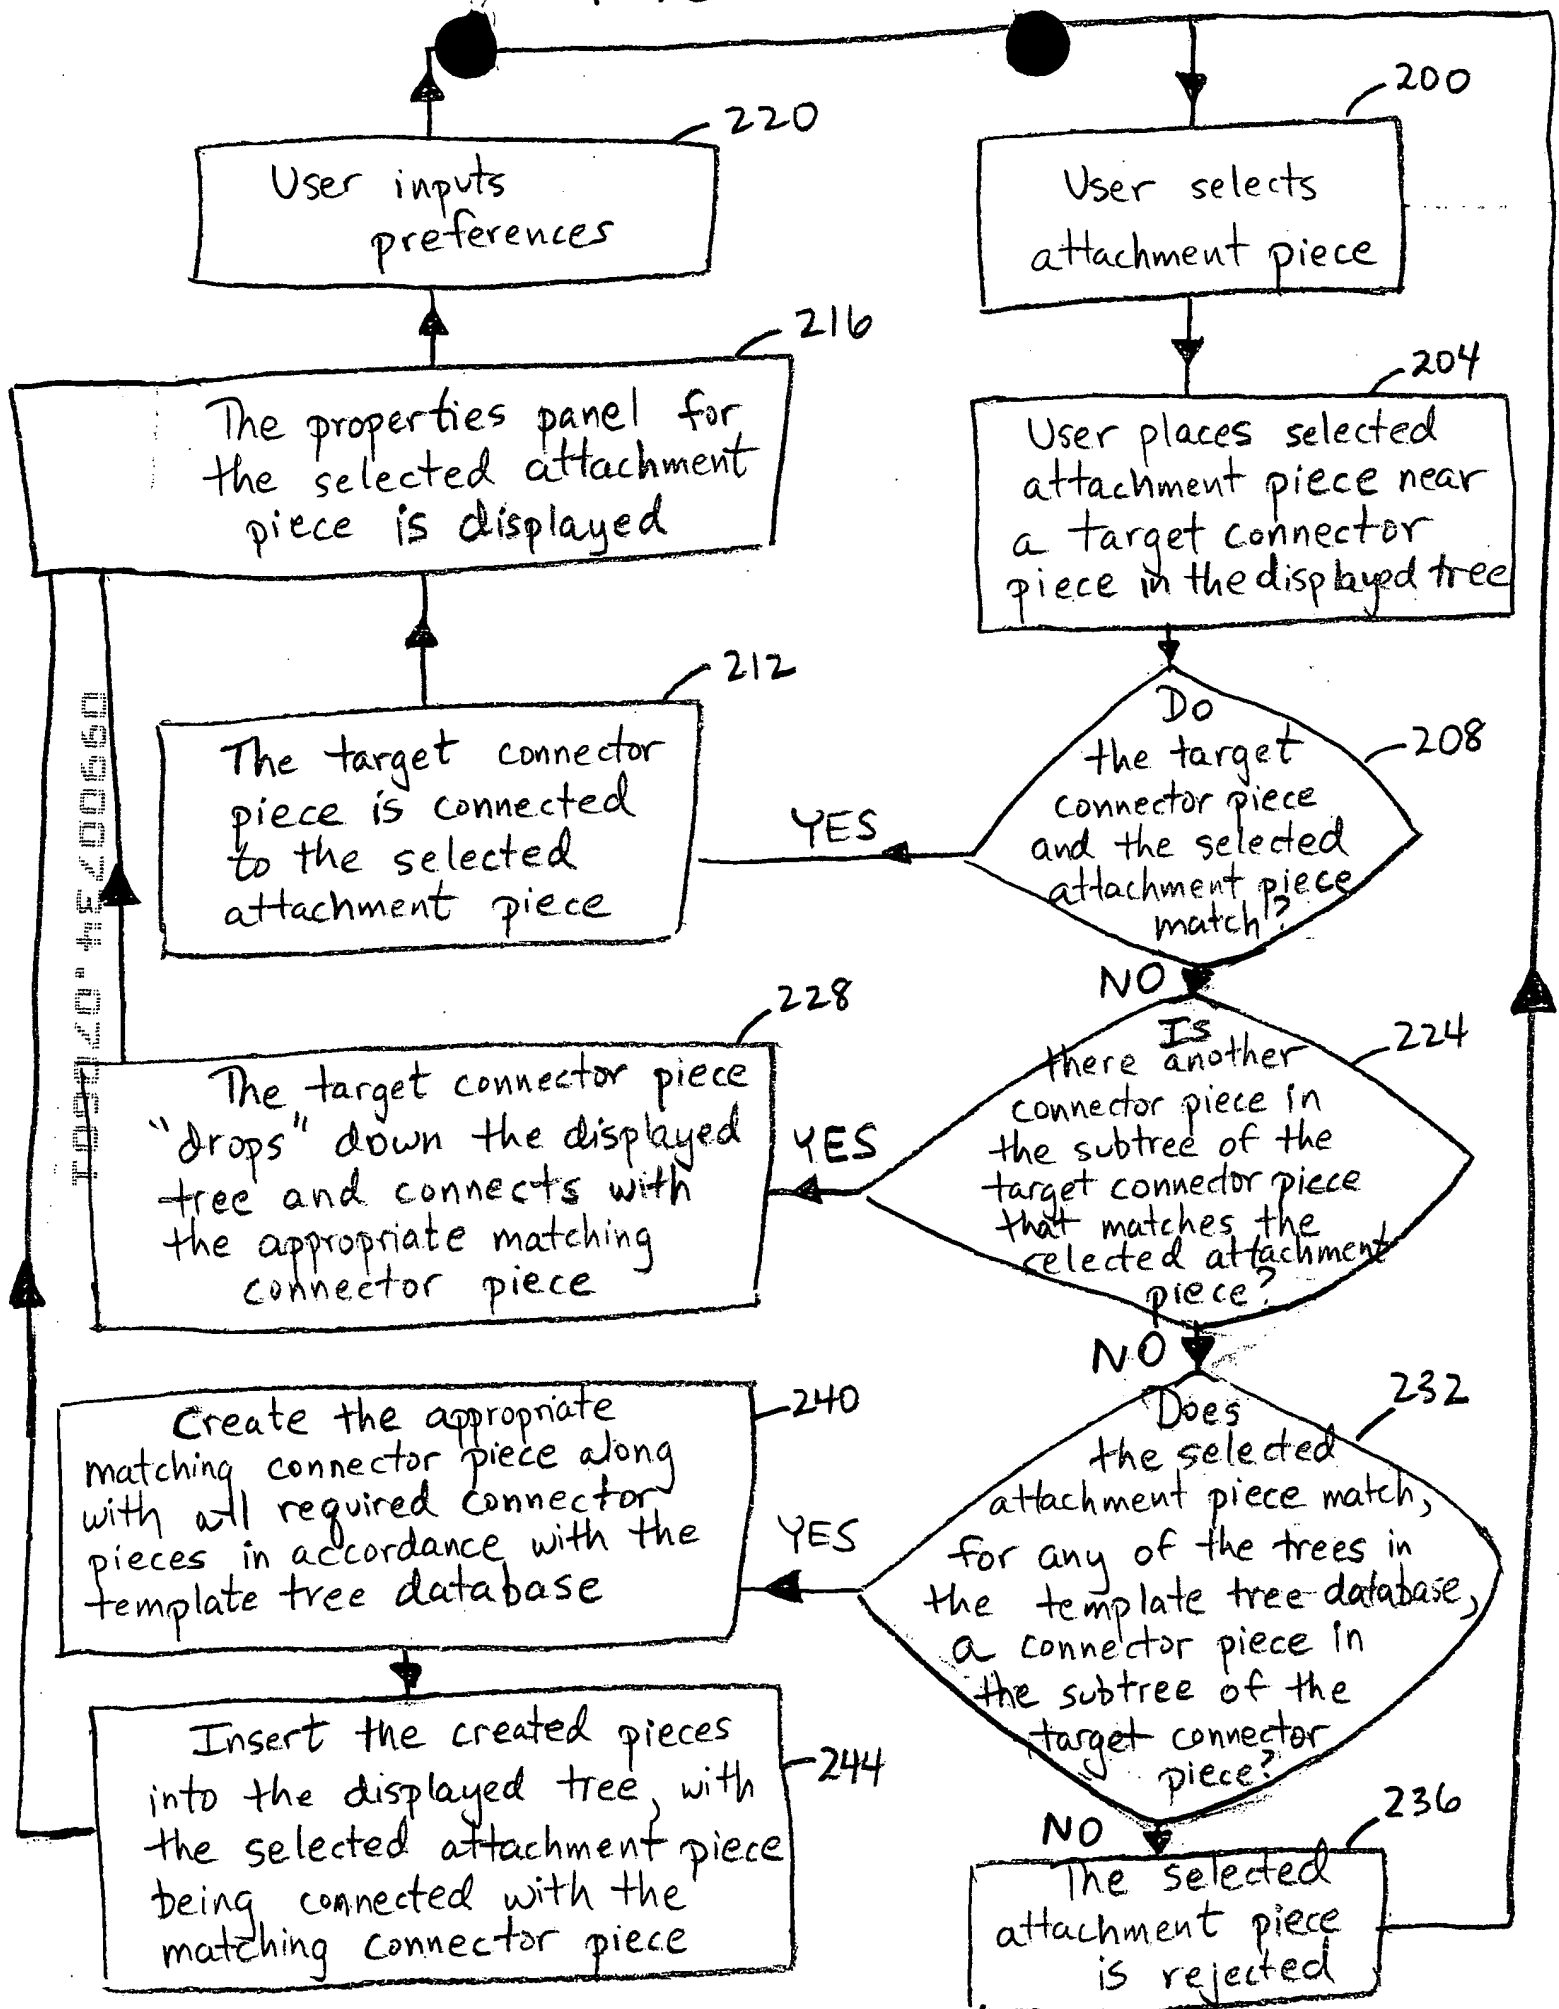 220
User inputs
preferences
200
User selects
attachment piece
216
The properties panel for
the selected attachment
piece is displayed
204
User places selected
attachment piece near
a target connector
piece in the displayed tree
212
The target connector
piece is connected
to the selected
attachment piece
YES
Do
the target
connector piece
and the selected
attachment piece
match?
208
NO
228
The target connector piece
"drops" down the displayed
tree and connects with
the appropriate matching
connector piece
YES
Is
there another
connector piece in
the subtree of the
target connector piece
that matches the
selected attachment
piece?
224
NO
240
Create the appropriate
matching connector piece along
with all required connector
pieces in accordance with the
template tree database
YES
232
Does
the selected
attachment piece match,
for any of the trees in
the template tree database,
a connector piece in
the subtree of the
target connector
piece?
NO
244
Insert the created pieces
into the displayed tree, with
the selected attachment piece
being connected with the
matching connector piece
236
The selected
attachment piece
is rejected
09900734.070601